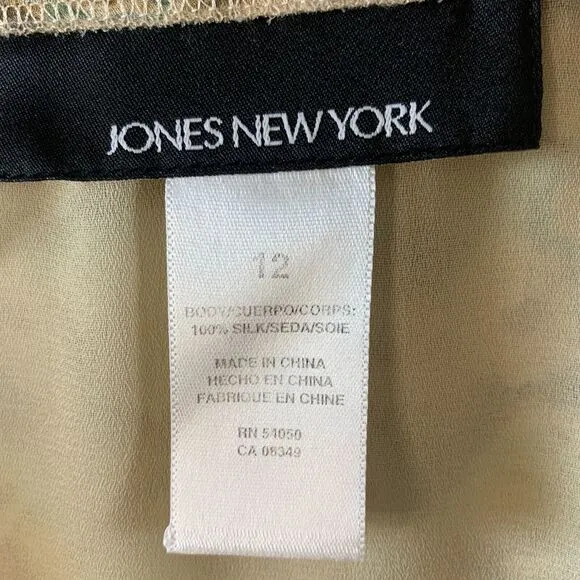 JONES NEW YORK
12
BODY/CUERPO/CORPS:
100% SILK/SEDA/SOIE
MADE IN CHINA
HECHO EN CHINA
FABRIQUE EN CHINE
RN 54050
CA 08349